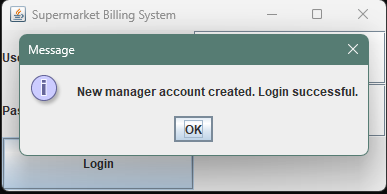 Supermarket Billing System
Message
New manager account created. Login successful.
OK
Login